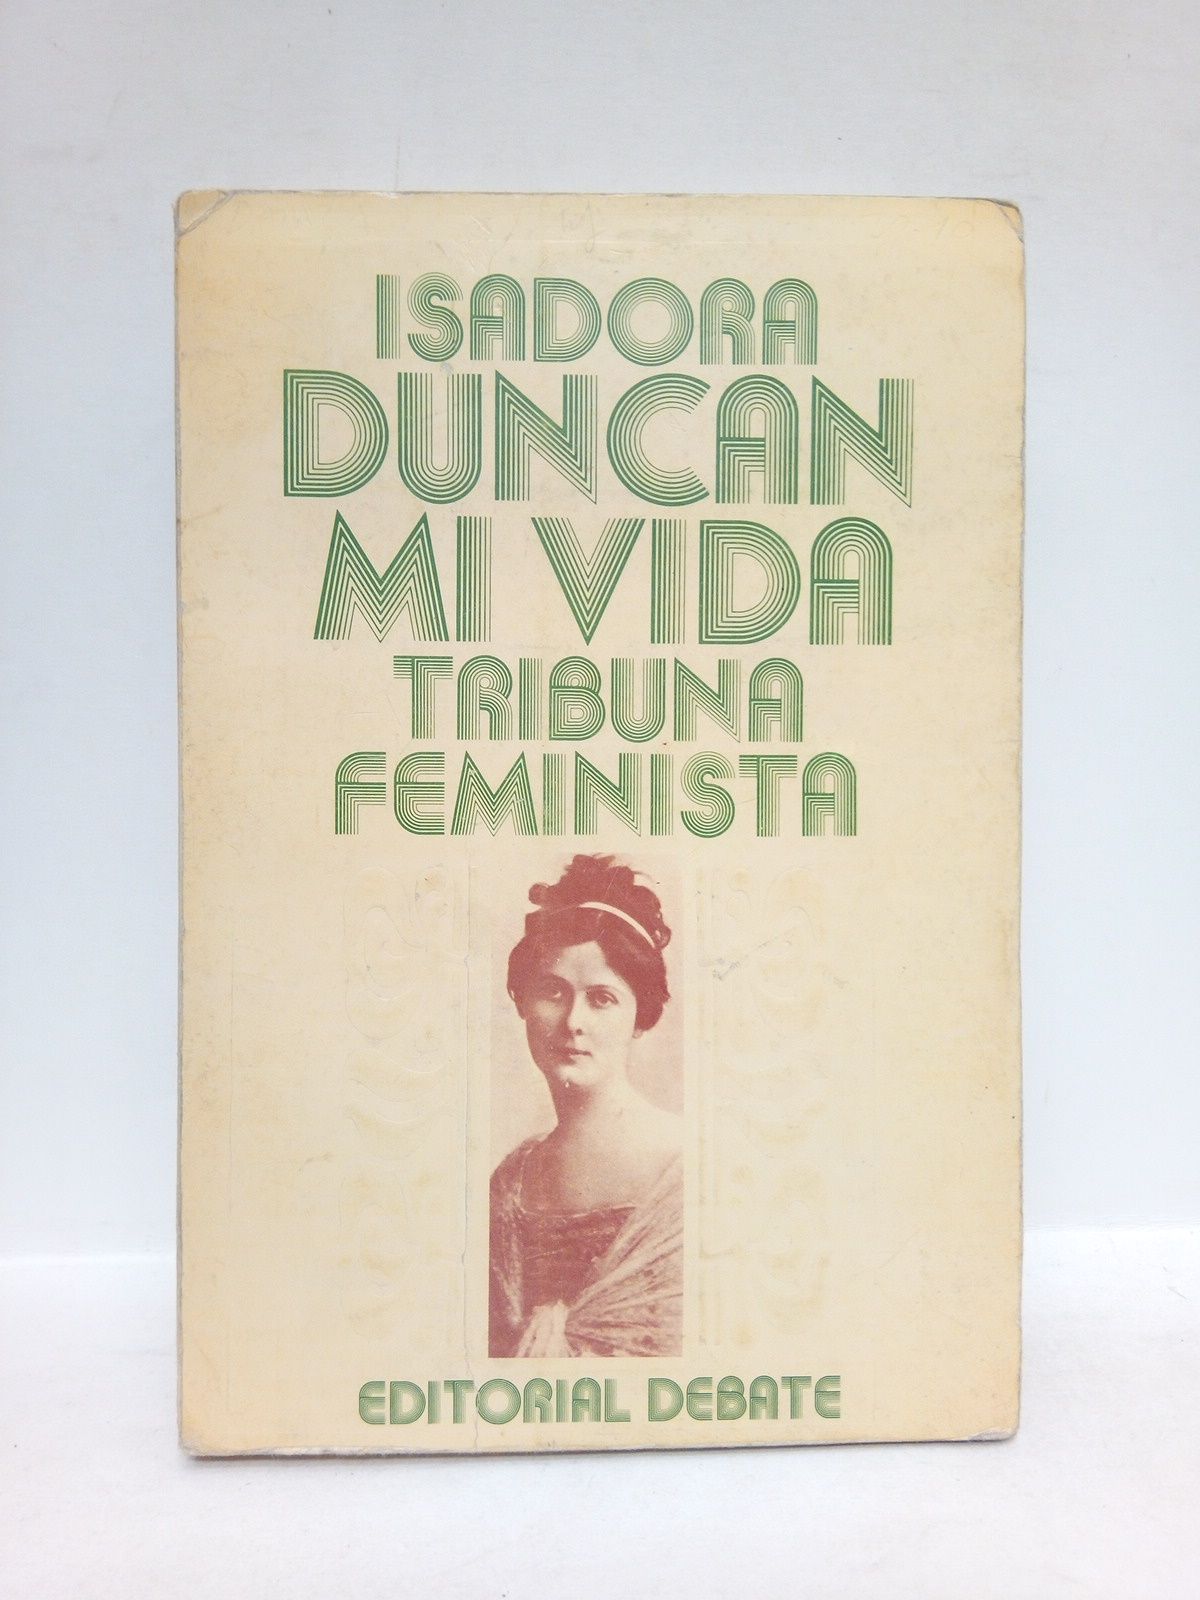 ISADORA
DUNCAN
MI VIDA
TRIBUNA
FEMINISTA
EDITORIAL DEBATE